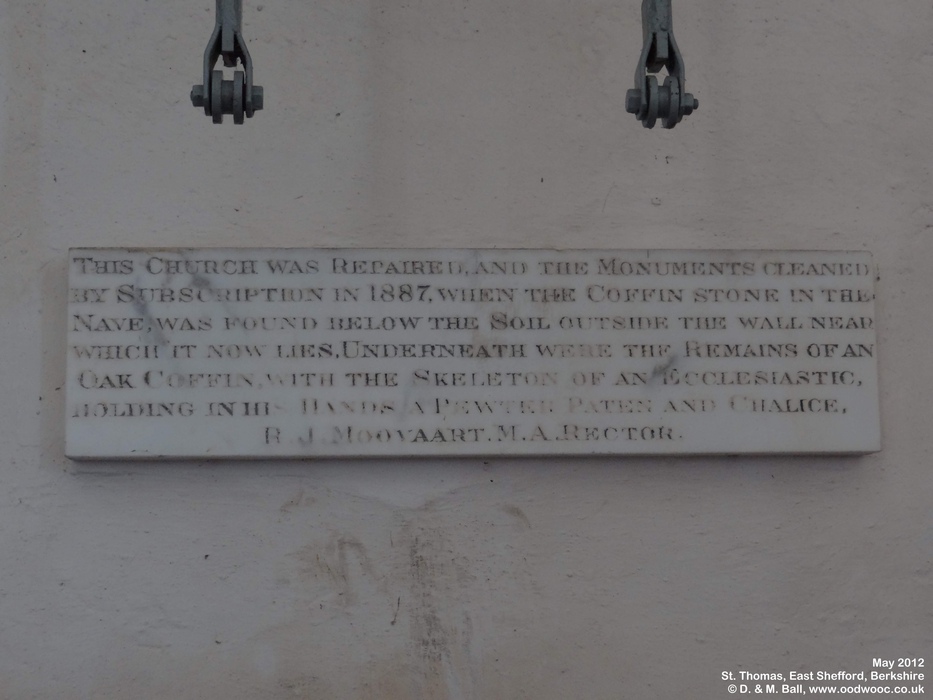 THIS CHURCH WAS REPAIRED, AND THE MONUMENTS CLEANED
BY SUBSCRIPTION IN 1887, WHEN THE COFFIN STONE IN THE
NAVE, WAS FOUND BELOW THE SOIL OUTSIDE THE WALL NEAR
WHICH IT NOW LIES, UNDERNEATH WERE THE REMAINS OF AN
OAK COFFIN, WITH THE SKELETON OF AN ECCLESIASTIC,
HOLDING IN HIS HANDS A PEWTER PATEN AND CHALICE,
R. J. MOOYAART. M.A. RECTOR.
May 2012
St. Thomas, East Shefford, Berkshire
© D. & M. Ball, www.oodwooc.co.uk